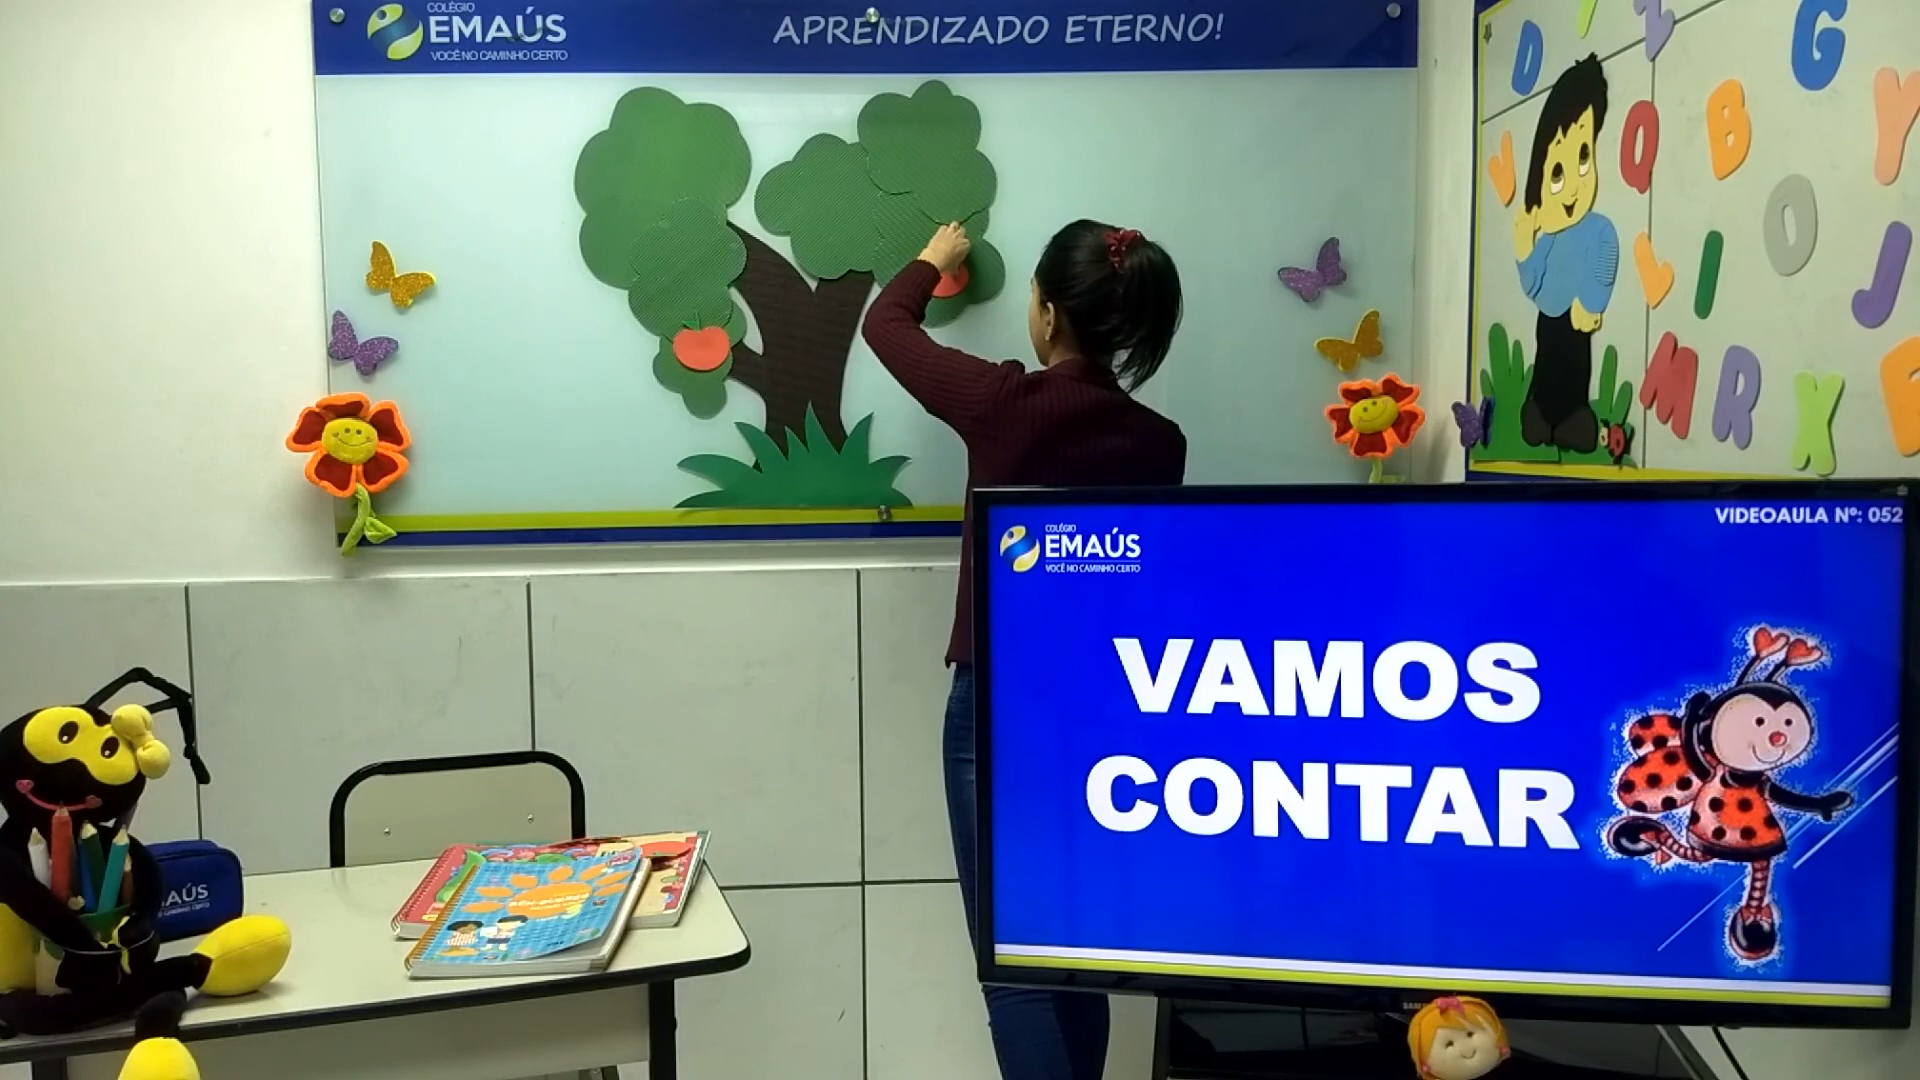 COLÉGIO
EMAÚS
VOCÊ NO CAMINHO CERTO
APRENDIZADO ETERNO!
D
G
V
Q
B
Y
O
L
I
J
M
R
X
VIDEOAULA Nº: 052
COLÉGIO
EMAÚS
VOCÊ NO CAMINHO CERTO
VAMOS
CONTAR
AÚS